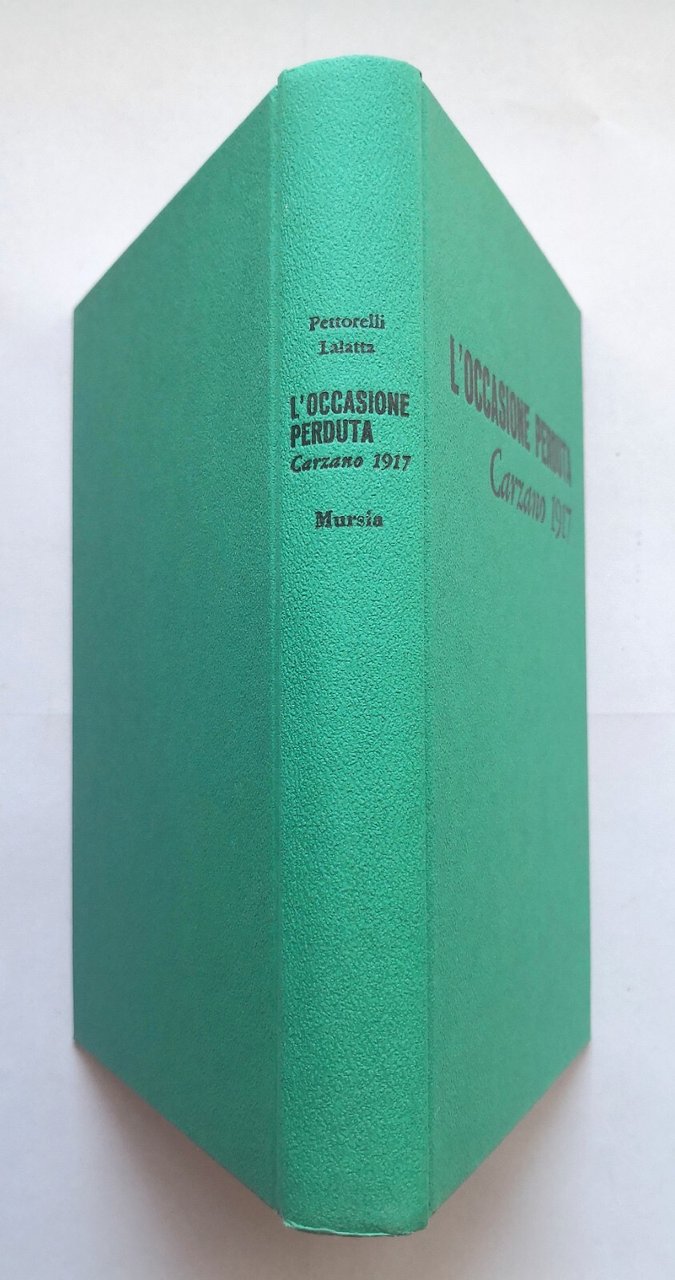 Pettorelli
Lalatta
L'OCCASIONE
PERDUTA
Carzano 1917
Mursia
L'OCCASIONE PERDUTA
Carzano 1917